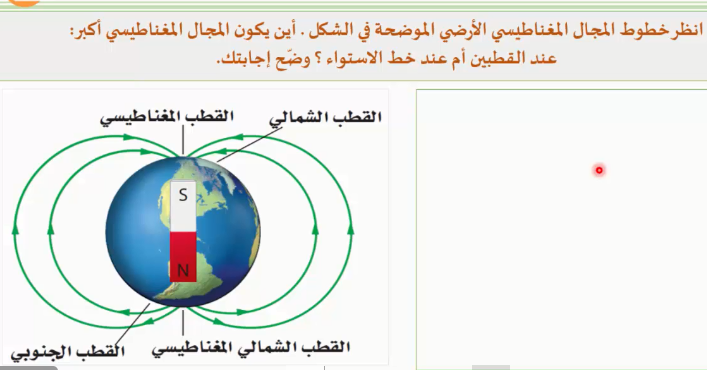 انظر خطوط المجال المغناطيسي الأرضي الموضحة في الشكل . أين يكون المجال المغناطيسي أكبر:
عند القطبين أم عند خط الاستواء ؟ وضّح إجابتك.
القطب الشمالي
القطب المغناطيسي
S
N
القطب الشمالي المغناطيسي
القطب الجنوبي